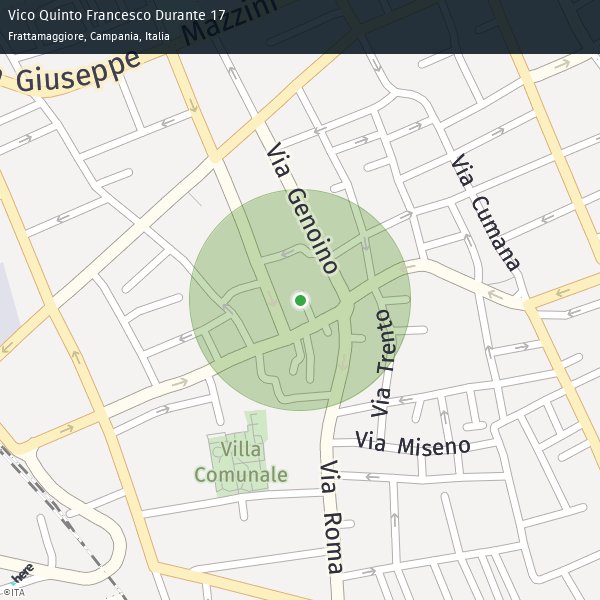 Vico Quinto Francesco Durante 17
Frattamaggiore, Campania, Italia
Giuseppe Mazzini
Via Genoino
Via Cumana
Via Trento
Via Miseno
Villa
Comunale
Via Roma
here
©ITA